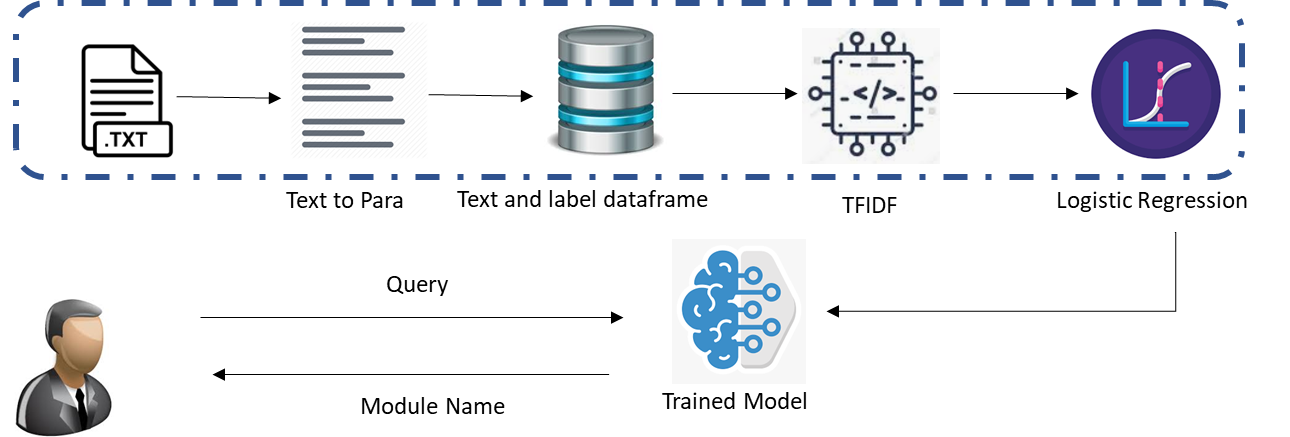 .TXT
</>
Text to Para
Text and label dataframe
TFIDF
Logistic Regression
Query
Module Name
Trained Model